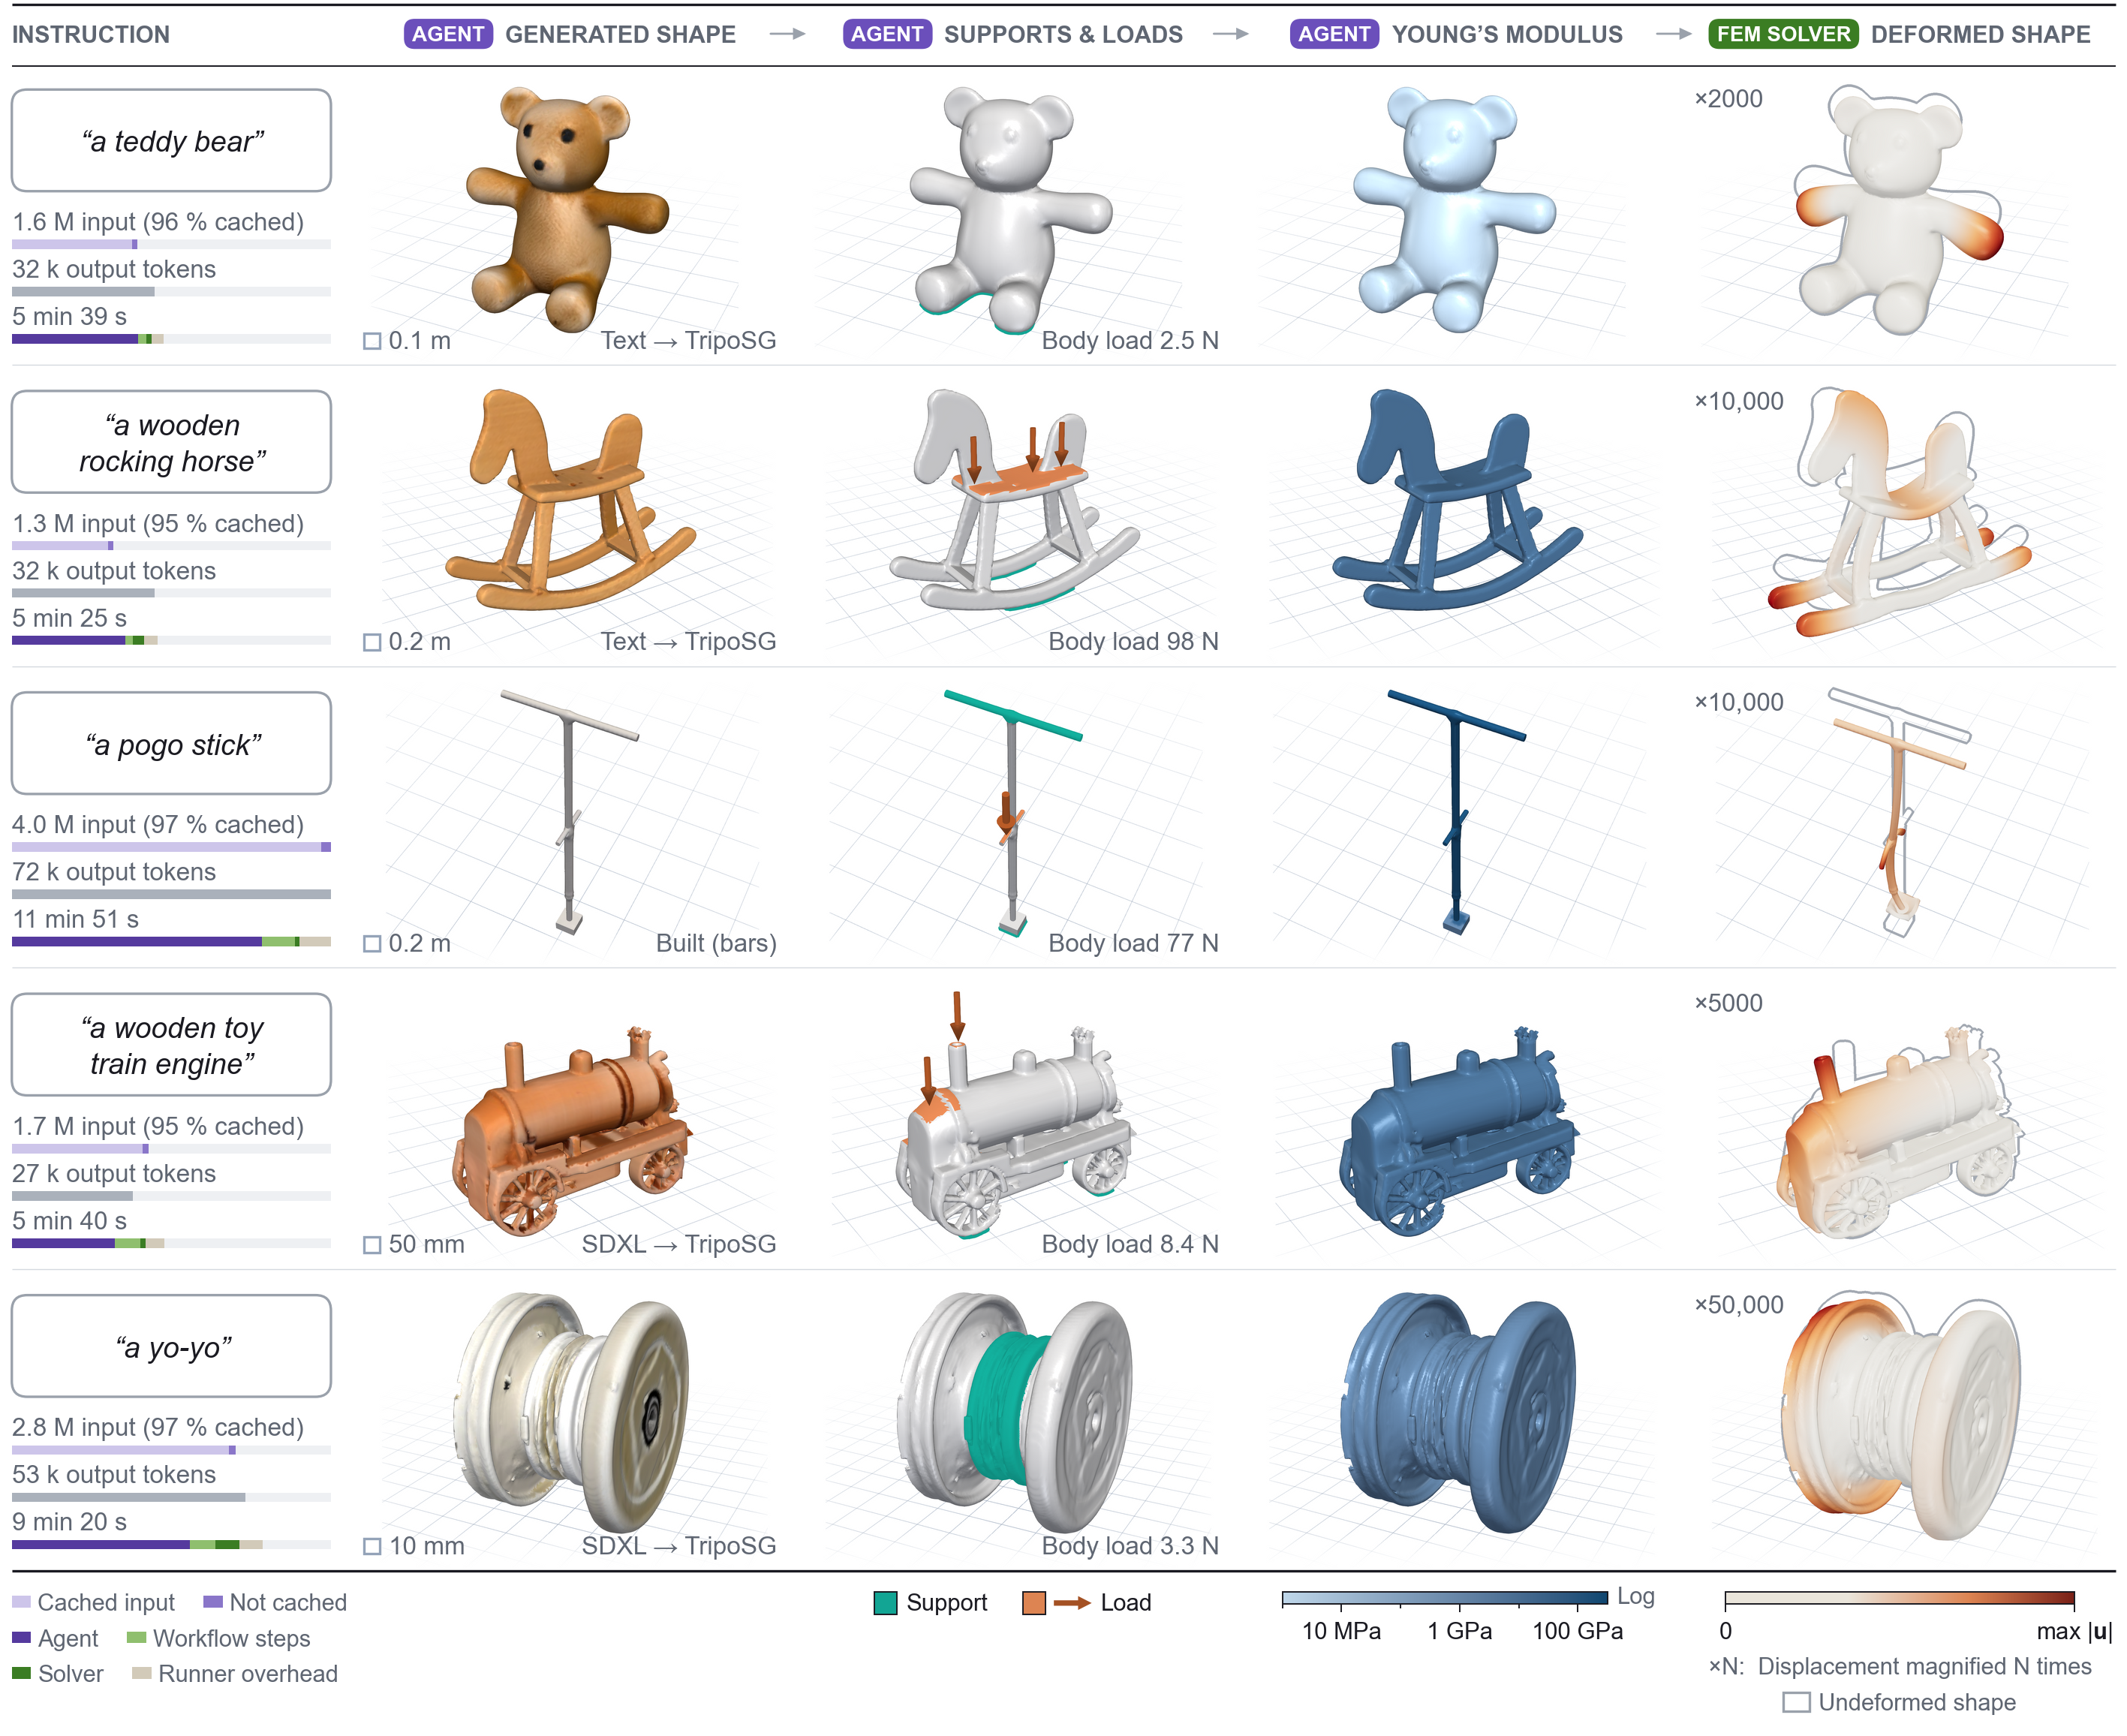 INSTRUCTION
AGENT GENERATED SHAPE
AGENT SUPPORTS & LOADS
AGENT YOUNG’S MODULUS
FEM SOLVER DEFORMED SHAPE
“a teddy bear”
1.6 M input (96 % cached)
32 k output tokens
5 min 39 s
0.1 m
Text → TripoSG
Body load 2.5 N
×2000
“a wooden
rocking horse”
1.3 M input (95 % cached)
32 k output tokens
5 min 25 s
0.2 m
Text → TripoSG
Body load 98 N
×10,000
“a pogo stick”
4.0 M input (97 % cached)
72 k output tokens
11 min 51 s
0.2 m
Built (bars)
Body load 77 N
×10,000
“a wooden toy
train engine”
1.7 M input (95 % cached)
27 k output tokens
5 min 40 s
50 mm
SDXL → TripoSG
Body load 8.4 N
×5000
“a yo-yo”
2.8 M input (97 % cached)
53 k output tokens
9 min 20 s
10 mm
SDXL → TripoSG
Body load 3.3 N
×50,000
Cached input Not cached
Agent Workflow steps
Solver Runner overhead
Support Load
Log
10 MPa 1 GPa 100 GPa
0 max |u|
×N: Displacement magnified N times
Undeformed shape